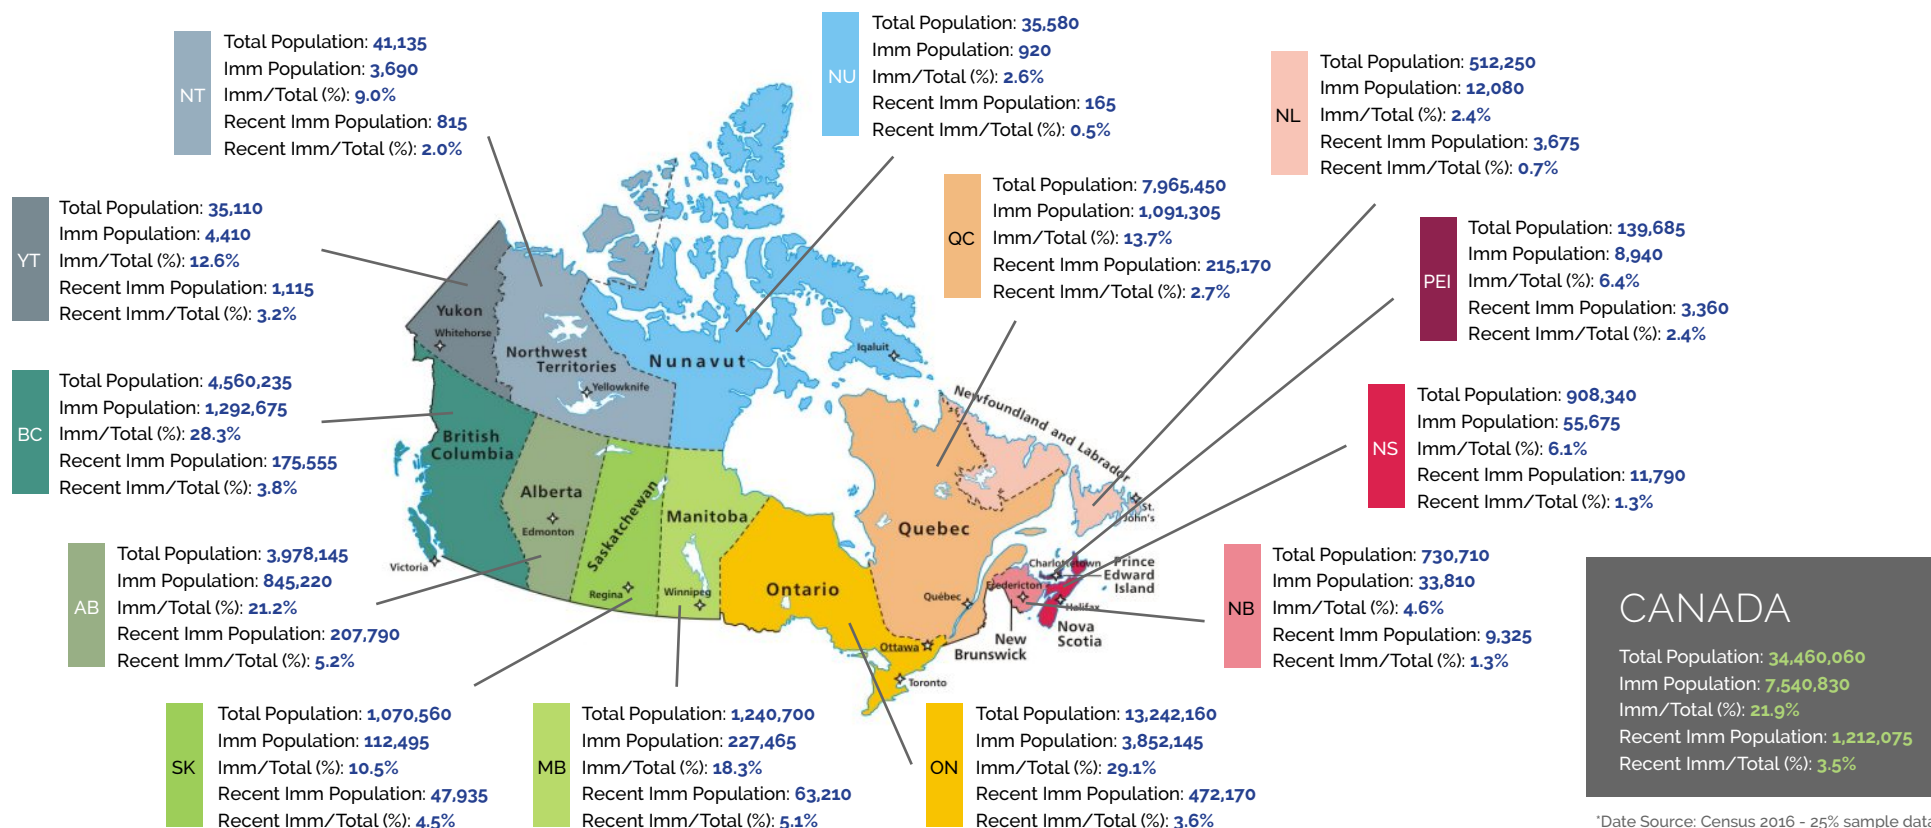 NT
Total Population: 41,135
Imm Population: 3,690
Imm/Total (%): 9.0%
Recent Imm Population: 815
Recent Imm/Total (%): 2.0%
NU
Total Population: 35,580
Imm Population: 920
Imm/Total (%): 2.6%
Recent Imm Population: 165
Recent Imm/Total (%): 0.5%
NL
Total Population: 512,250
Imm Population: 12,080
Imm/Total (%): 2.4%
Recent Imm Population: 3,675
Recent Imm/Total (%): 0.7%
YT
Total Population: 35,110
Imm Population: 4,410
Imm/Total (%): 12.6%
Recent Imm Population: 1,115
Recent Imm/Total (%): 3.2%
QC
Total Population: 7,965,450
Imm Population: 1,091,305
Imm/Total (%): 13.7%
Recent Imm Population: 215,170
Recent Imm/Total (%): 2.7%
PEI
Total Population: 139,685
Imm Population: 8,940
Imm/Total (%): 6.4%
Recent Imm Population: 3,360
Recent Imm/Total (%): 2.4%
BC
Total Population: 4,560,235
Imm Population: 1,292,675
Imm/Total (%): 28.3%
Recent Imm Population: 175,555
Recent Imm/Total (%): 3.8%
NS
Total Population: 908,340
Imm Population: 55,675
Imm/Total (%): 6.1%
Recent Imm Population: 11,790
Recent Imm/Total (%): 1.3%
Yukon
Whitehorse
Northwest
Territories
Yellowknife
Nunavut
Iqaluit
Newfoundland and Labrador
St.
John's
British
Columbia
Victoria
Alberta
Edmonton
Saskatchewan
Regina
Manitoba
Winnipeg
Ontario
Ottawa
Toronto
Quebec
Québec
Charlottetown
Prince
Edward
Island
Fredericton
Halifax
Nova
Scotia
New
Brunswick
AB
Total Population: 3,978,145
Imm Population: 845,220
Imm/Total (%): 21.2%
Recent Imm Population: 207,790
Recent Imm/Total (%): 5.2%
NB
Total Population: 730,710
Imm Population: 33,810
Imm/Total (%): 4.6%
Recent Imm Population: 9,325
Recent Imm/Total (%): 1.3%
SK
Total Population: 1,070,560
Imm Population: 112,495
Imm/Total (%): 10.5%
Recent Imm Population: 47,935
Recent Imm/Total (%): 4.5%
MB
Total Population: 1,240,700
Imm Population: 227,465
Imm/Total (%): 18.3%
Recent Imm Population: 63,210
Recent Imm/Total (%): 5.1%
ON
Total Population: 13,242,160
Imm Population: 3,852,145
Imm/Total (%): 29.1%
Recent Imm Population: 472,170
Recent Imm/Total (%): 3.6%
CANADA
Total Population: 34,460,060
Imm Population: 7,540,830
Imm/Total (%): 21.9%
Recent Imm Population: 1,212,075
Recent Imm/Total (%): 3.5%
*Date Source: Census 2016 - 25% sample data